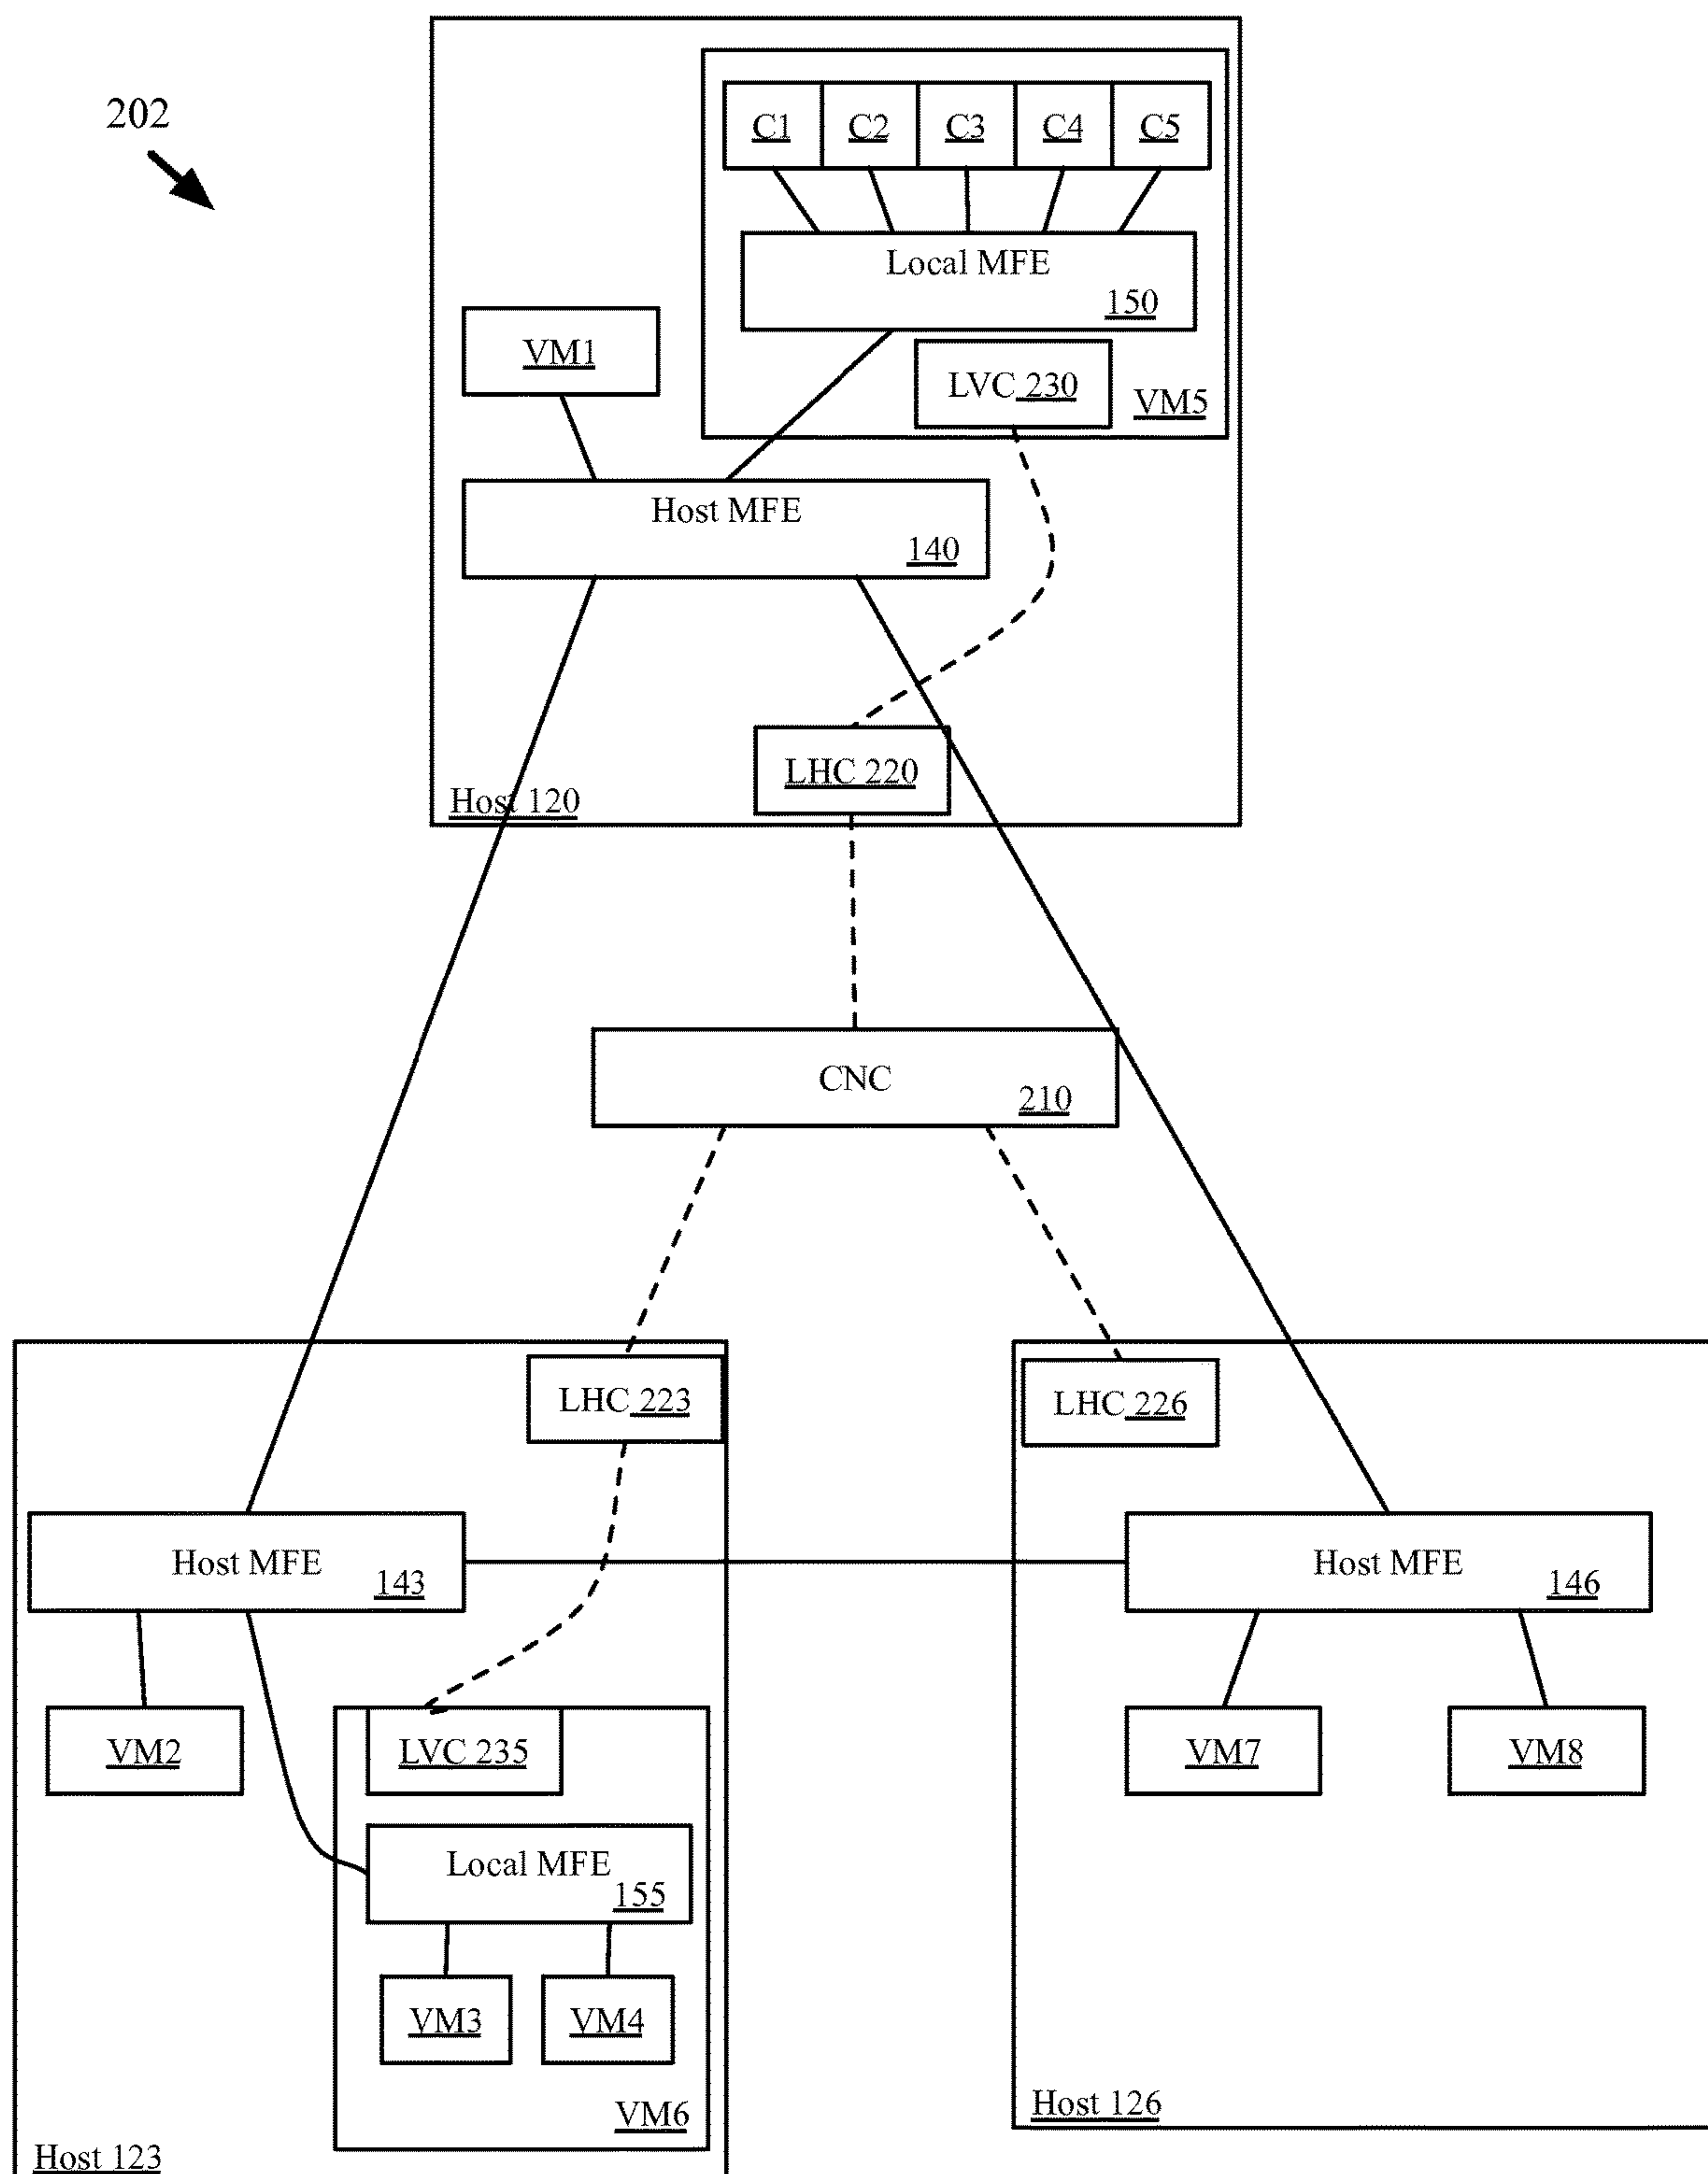 202
C1 C2 C3 C4 C5
Local MFE
150
VM1
LVC 230
VM5
Host MFE
140
LHC 220
Host 120
CNC
210
LHC 223
LHC 226
Host MFE
143
Host MFE
146
VM2
LVC 235
VM7
VM8
Local MFE
155
VM3
VM4
VM6
Host 123
Host 126